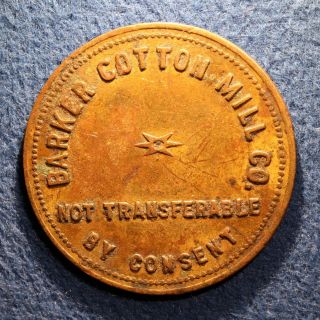 BARKER COTTON MILL CO.
NOT TRANSFERABLE
BY CONSENT